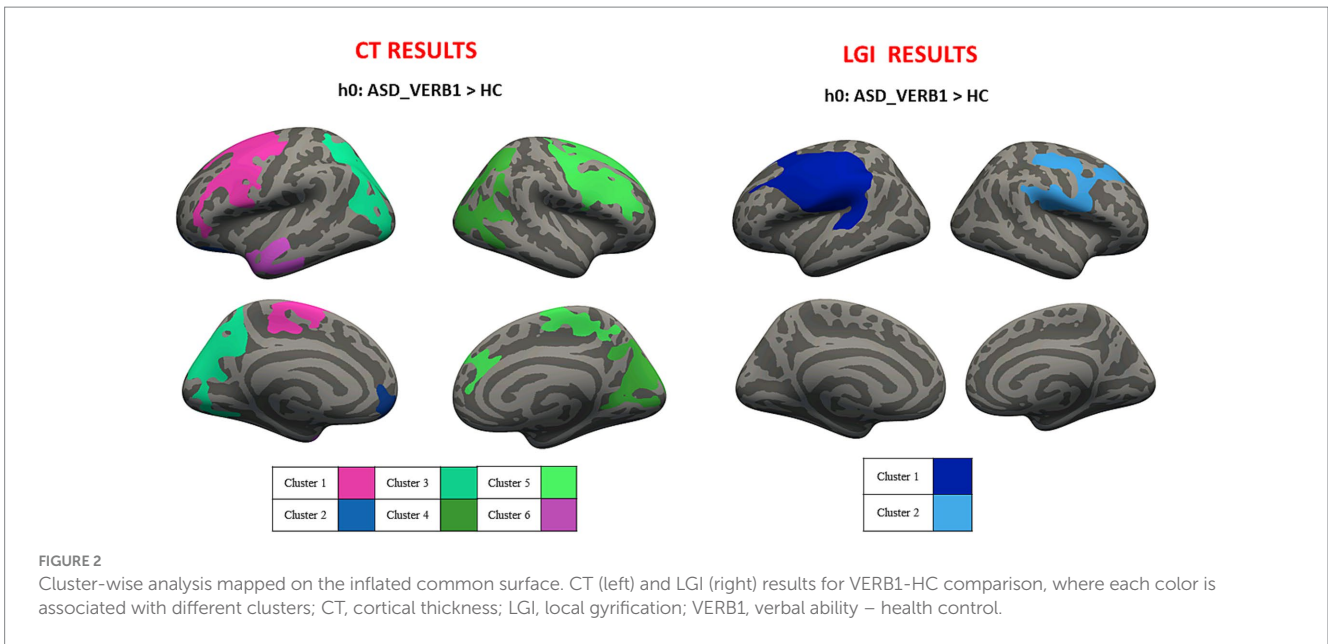 CT RESULTS
h0: ASD_VERB1 > HC
LGI RESULTS
h0: ASD_VERB1 > HC
Cluster 1 Cluster 3 Cluster 5
Cluster 2 Cluster 4 Cluster 6
Cluster 1
Cluster 2
FIGURE 2
Cluster-wise analysis mapped on the inflated common surface. CT (left) and LGI (right) results for VERB1-HC comparison, where each color is
associated with different clusters; CT, cortical thickness; LGI, local gyrification; VERB1, verbal ability – health control.